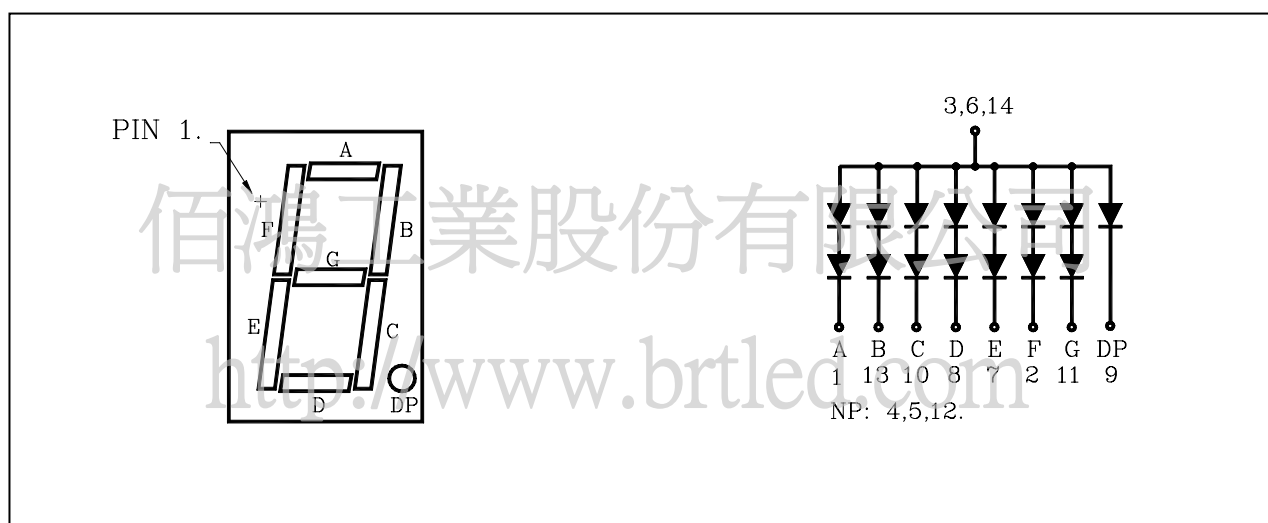 3,6,14
PIN 1.
A
F
B
G
E
C
D
DP
A B C D E F G DP
1 13 10 8 7 2 11 9
NP: 4,5,12.
佰鴻工業股份有限公司
http://www.brtled.com